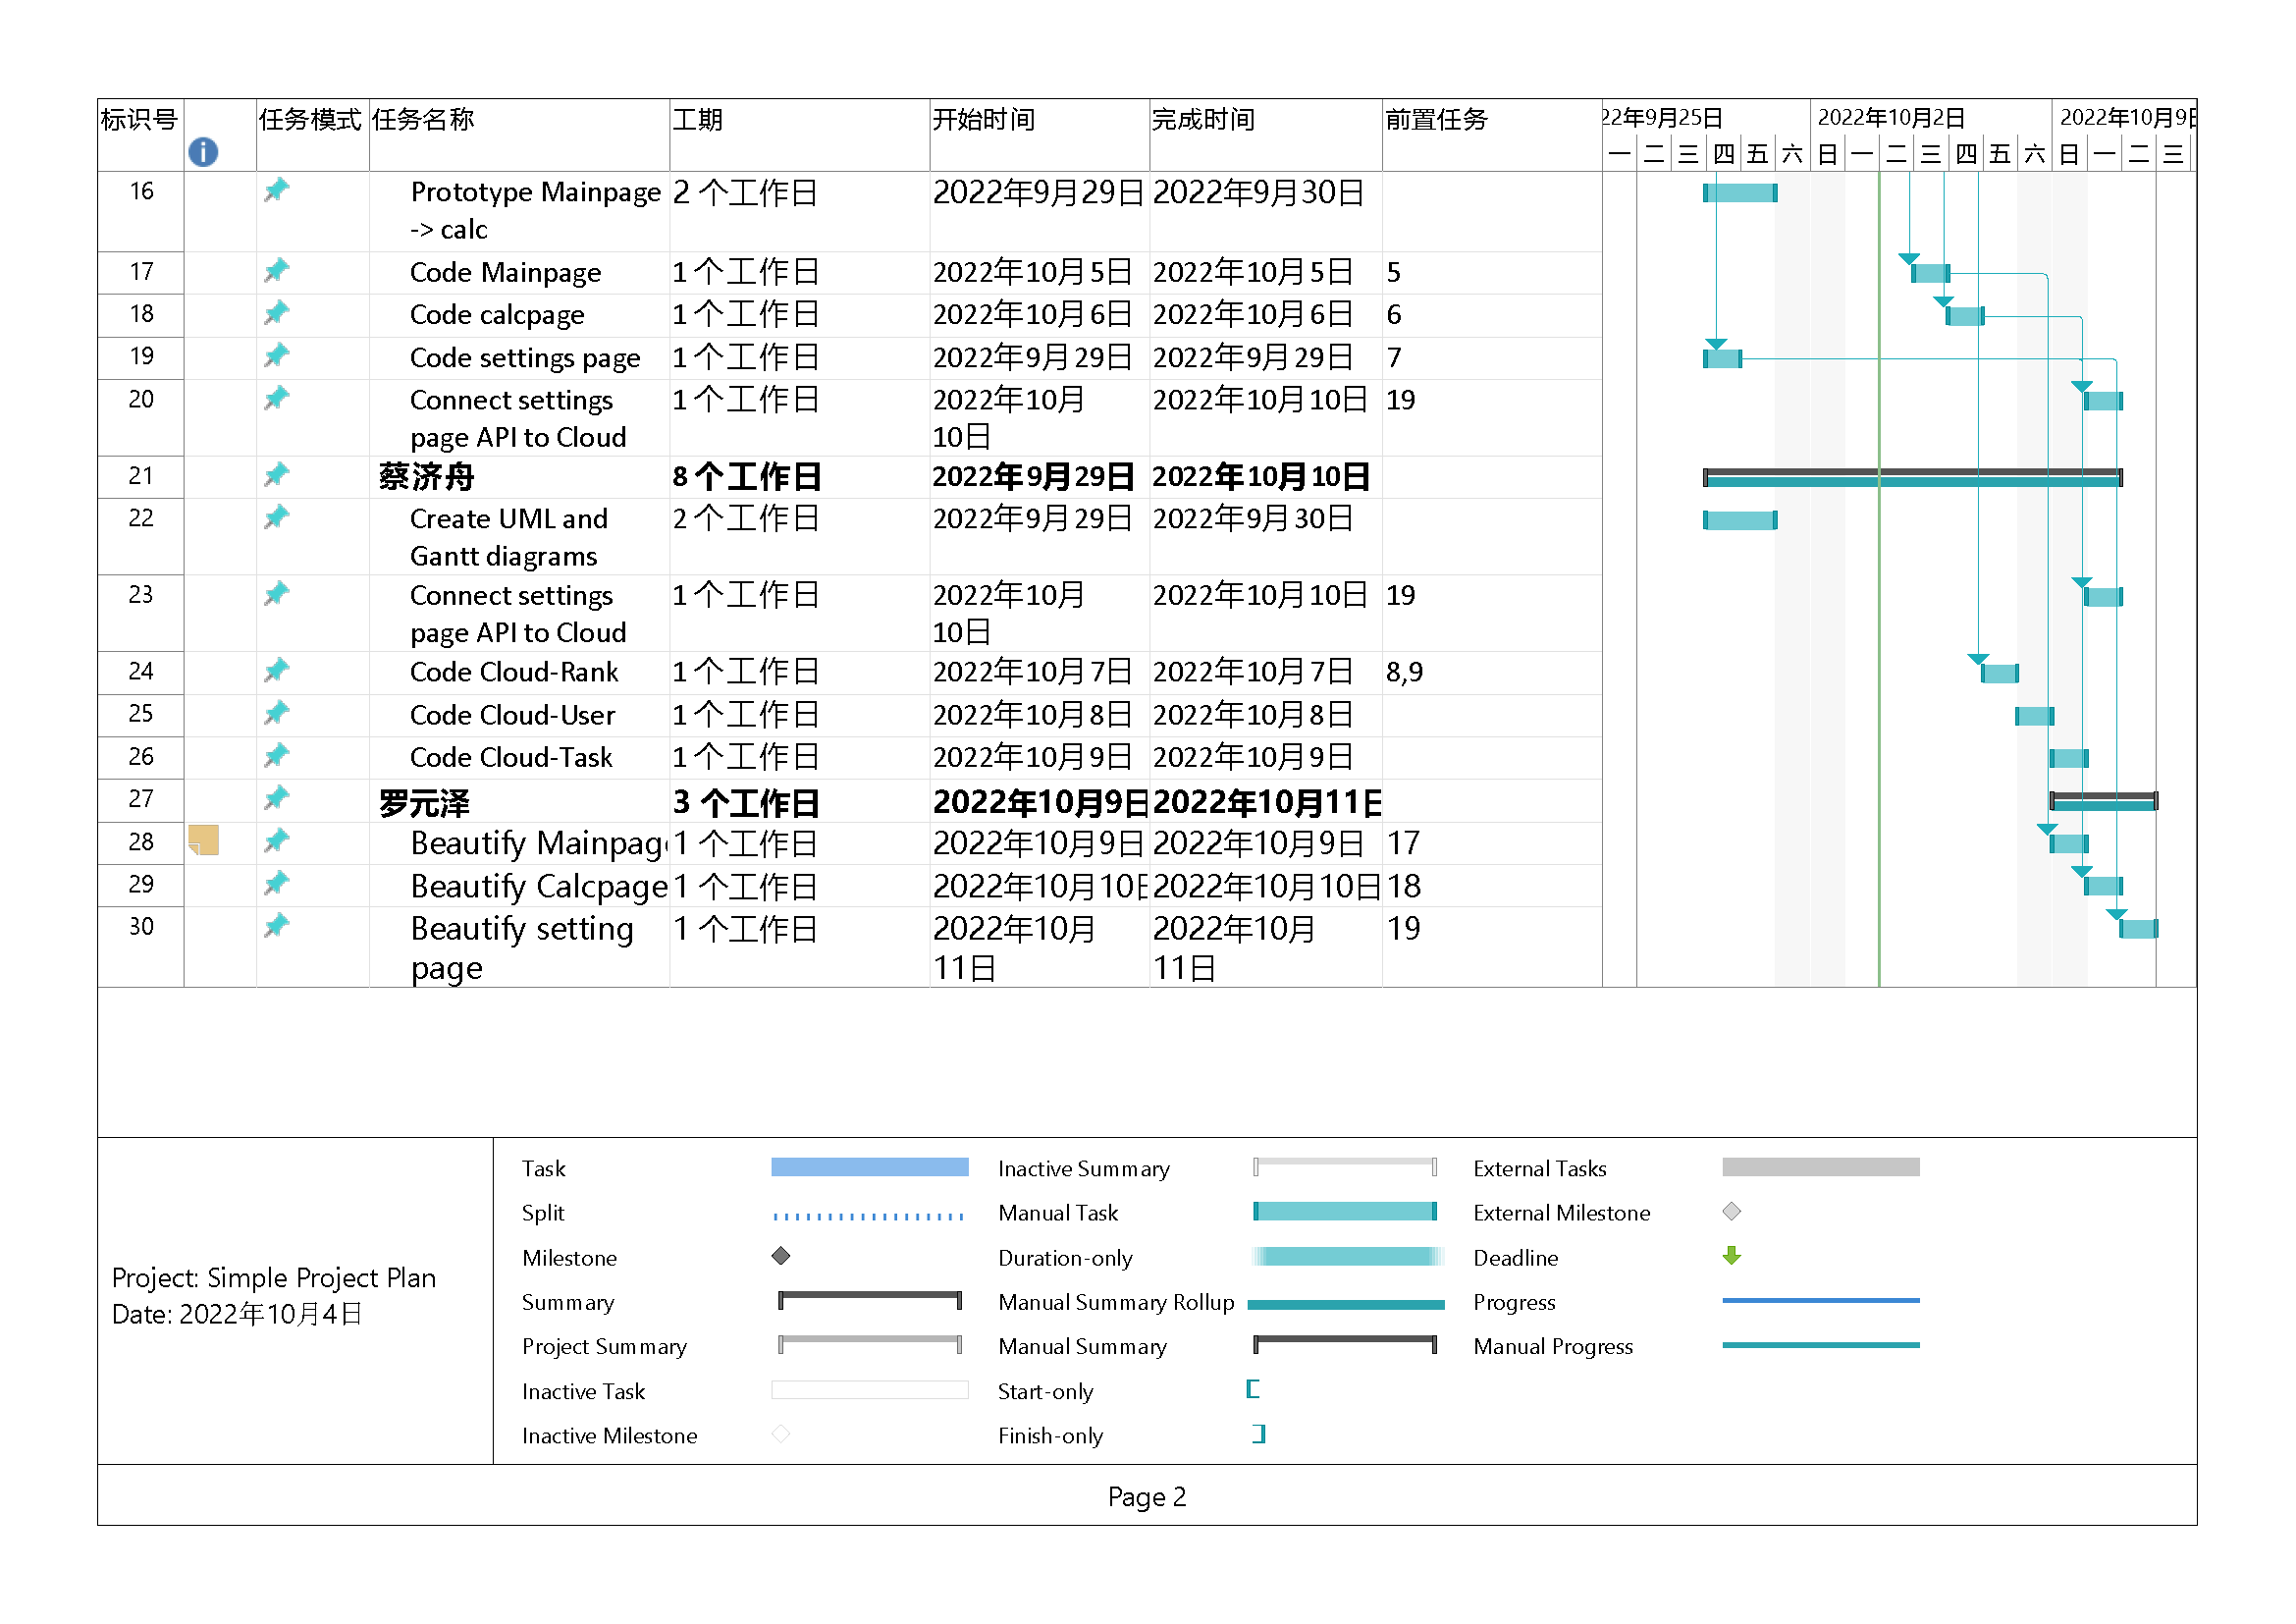 标识号 任务模式 任务名称 工期 开始时间 完成时间 前置任务 22年9月25日 2022年10月2日 2022年10月9日
一 二 三 四 五 六 日 一 二 三 四 五 六 日 一 二 三
16 Prototype Mainpage 2 个工作日 2022年9月29日 2022年9月30日
-> calc
17 Code Mainpage 1 个工作日 2022年10月5日 2022年10月5日 5
18 Code calcpage 1 个工作日 2022年10月6日 2022年10月6日 6
19 Code settings page 1 个工作日 2022年9月29日 2022年9月29日 7
20 Connect settings 1 个工作日 2022年10月 2022年10月10日 19
page API to Cloud 10日
21 蔡济舟 8 个工作日 2022年9月29日 2022年10月10日
22 Create UML and 2 个工作日 2022年9月29日 2022年9月30日
Gantt diagrams
23 Connect settings 1 个工作日 2022年10月 2022年10月10日 19
page API to Cloud 10日
24 Code Cloud-Rank 1 个工作日 2022年10月7日 2022年10月7日 8,9
25 Code Cloud-User 1 个工作日 2022年10月8日 2022年10月8日
26 Code Cloud-Task 1 个工作日 2022年10月9日 2022年10月9日
27 罗元泽 3 个工作日 2022年10月9日 2022年10月11日
28 Beautify Mainpage 1 个工作日 2022年10月9日 2022年10月9日 17
29 Beautify Calcpage 1 个工作日 2022年10月10日 2022年10月10日 18
30 Beautify setting 1 个工作日 2022年10月 2022年10月 19
page 11日 11日
Task Inactive Summary External Tasks
Split Manual Task External Milestone
Milestone Duration-only Deadline
Project: Simple Project Plan
Date: 2022年10月4日
Summary Manual Summary Rollup Progress
Project Summary Manual Summary Manual Progress
Inactive Task Start-only
Inactive Milestone Finish-only
Page 2